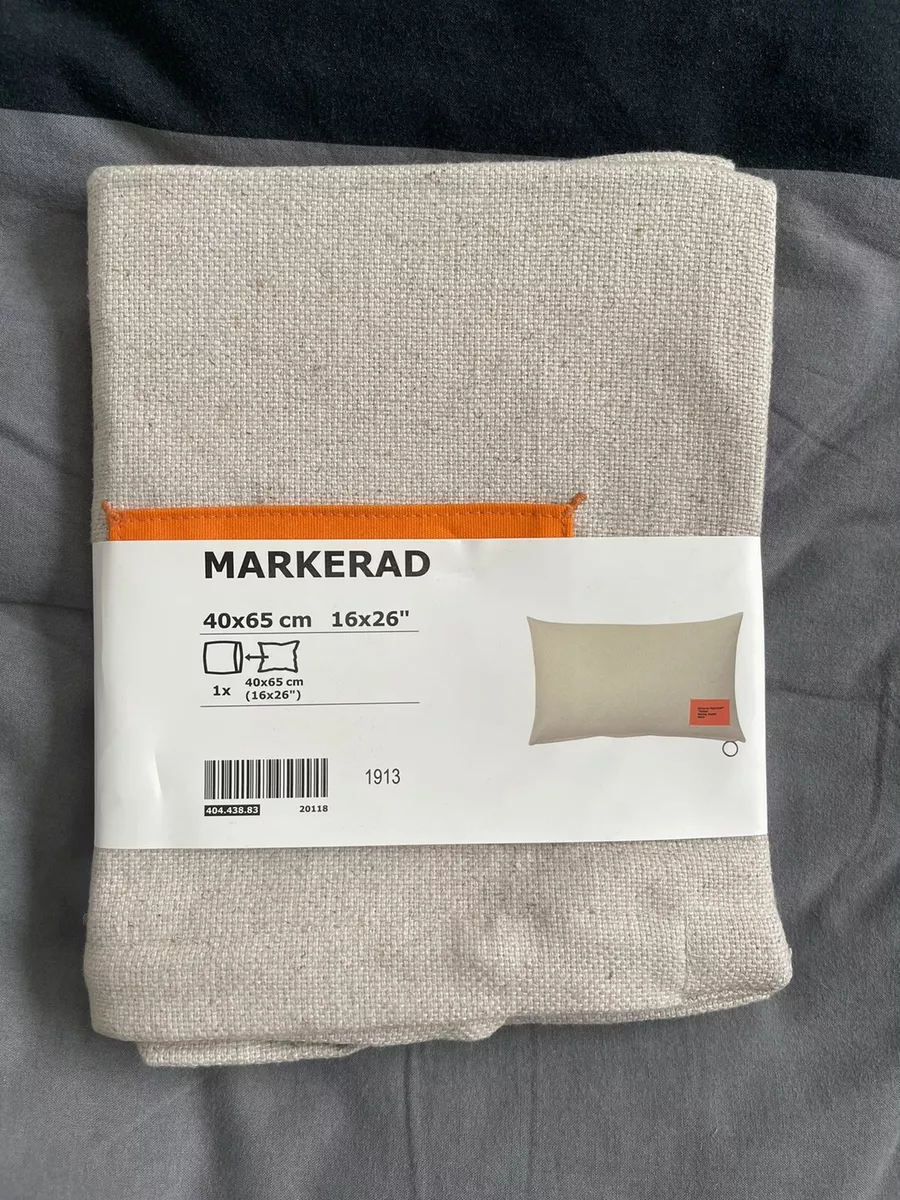 MARKERAD
40x65 cm 16x26"
1x
40x65 cm
(16x26")
1913
404.438.83
20118